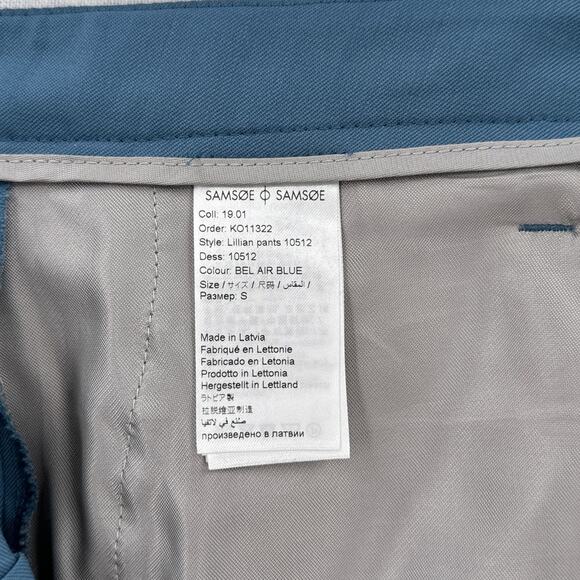 SAMSØE Φ SAMSØE
Coll: 19.01
Order: KO11322
Style: Lillian pants 10512
Dess: 10512
Colour: BEL AIR BLUE
Size / サイズ / 尺码 / المقاس /
Размер: S
Made in Latvia
Fabriqué en Lettonie
Fabricado en Letonia
Prodotto in Lettonia
Hergestellt in Lettland
ラトビア製
拉脱维亚制造
صنع في لاتفيا
произведено в латвии